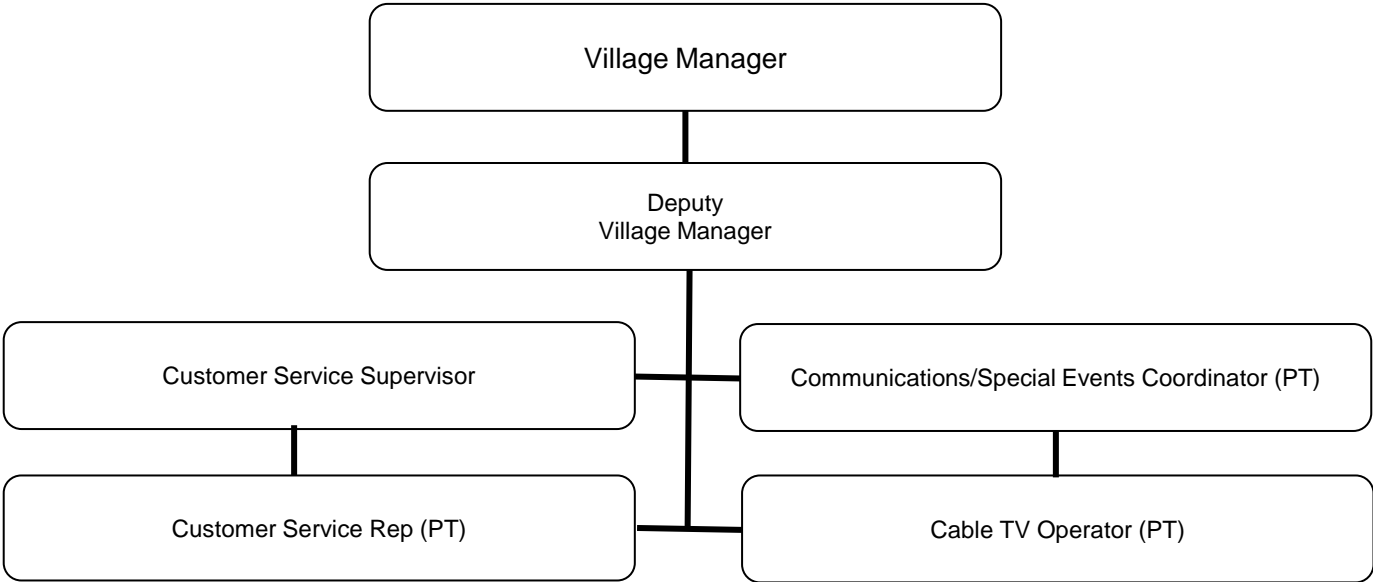 Village Manager
Deputy
Village Manager
Customer Service Supervisor
Communications/Special Events Coordinator (PT)
Customer Service Rep (PT)
Cable TV Operator (PT)